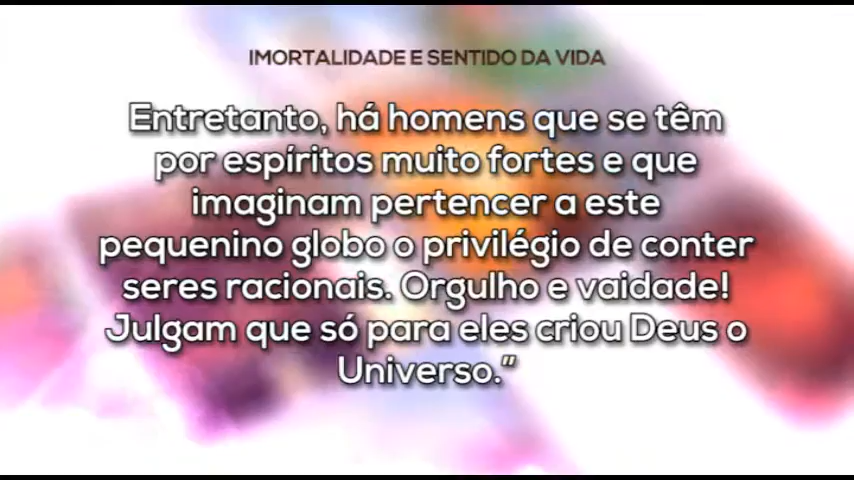 IMORTALIDADE E SENTIDO DA VIDA
Entretanto, há homens que se têm
por espíritos muito fortes e que
imaginam pertencer a este
pequenino globo o privilégio de conter
seres racionais. Orgulho e vaidade!
Julgam que só para eles criou Deus o
Universo.”